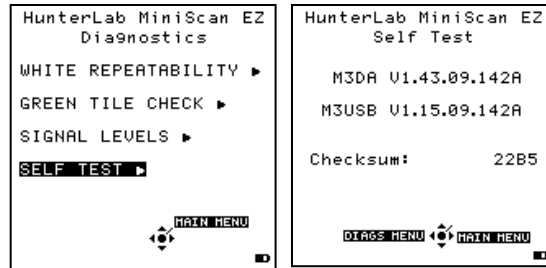 HunterLab MiniScan EZ
Diagnostics
WHITE REPEATABILITY ▶
GREEN TILE CHECK ▶
SIGNAL LEVELS ▶
SELF TEST ▶
MAIN MENU
HunterLab MiniScan EZ
Self Test
M3DA V1.43.09.142A
M3USB V1.15.09.142A
Checksum: 22B5
DIAGS MENU MAIN MENU